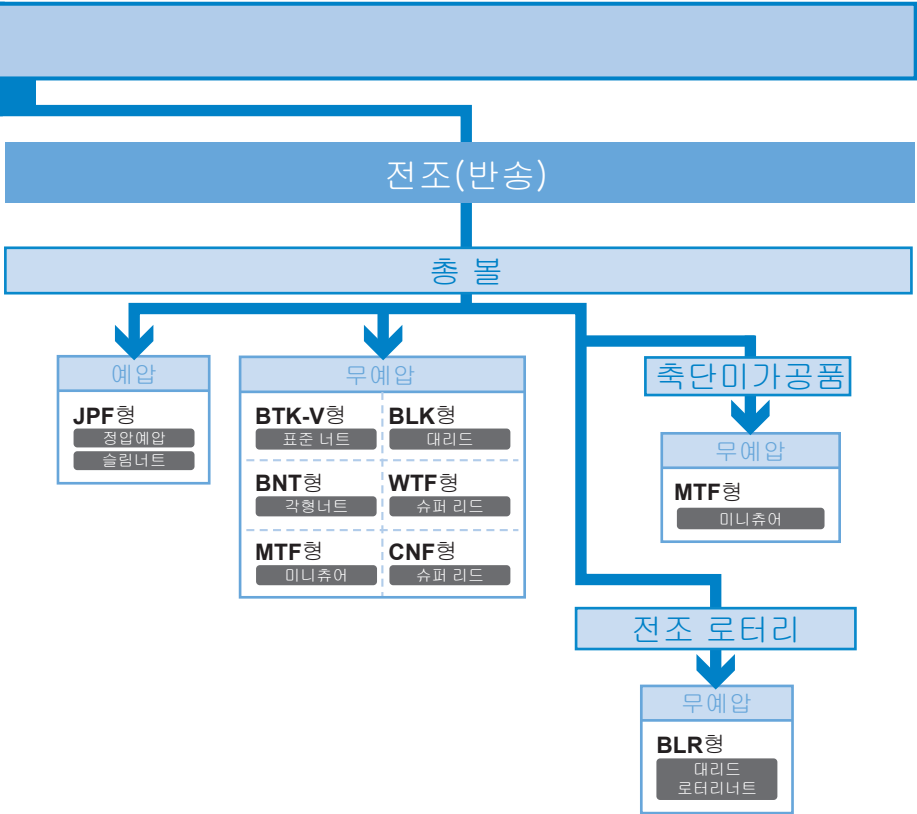 전조(반송)
총 볼
예압
JPF형
정압예압
슬림너트
무예압
BTK-V형
표준 너트
BLK형
대리드
BNT형
각형너트
WTF형
슈퍼 리드
MTF형
미니츄어
CNF형
슈퍼 리드
축단미가공품
무예압
MTF형
미니츄어
전조 로터리
무예압
BLR형
대리드
로터리너트